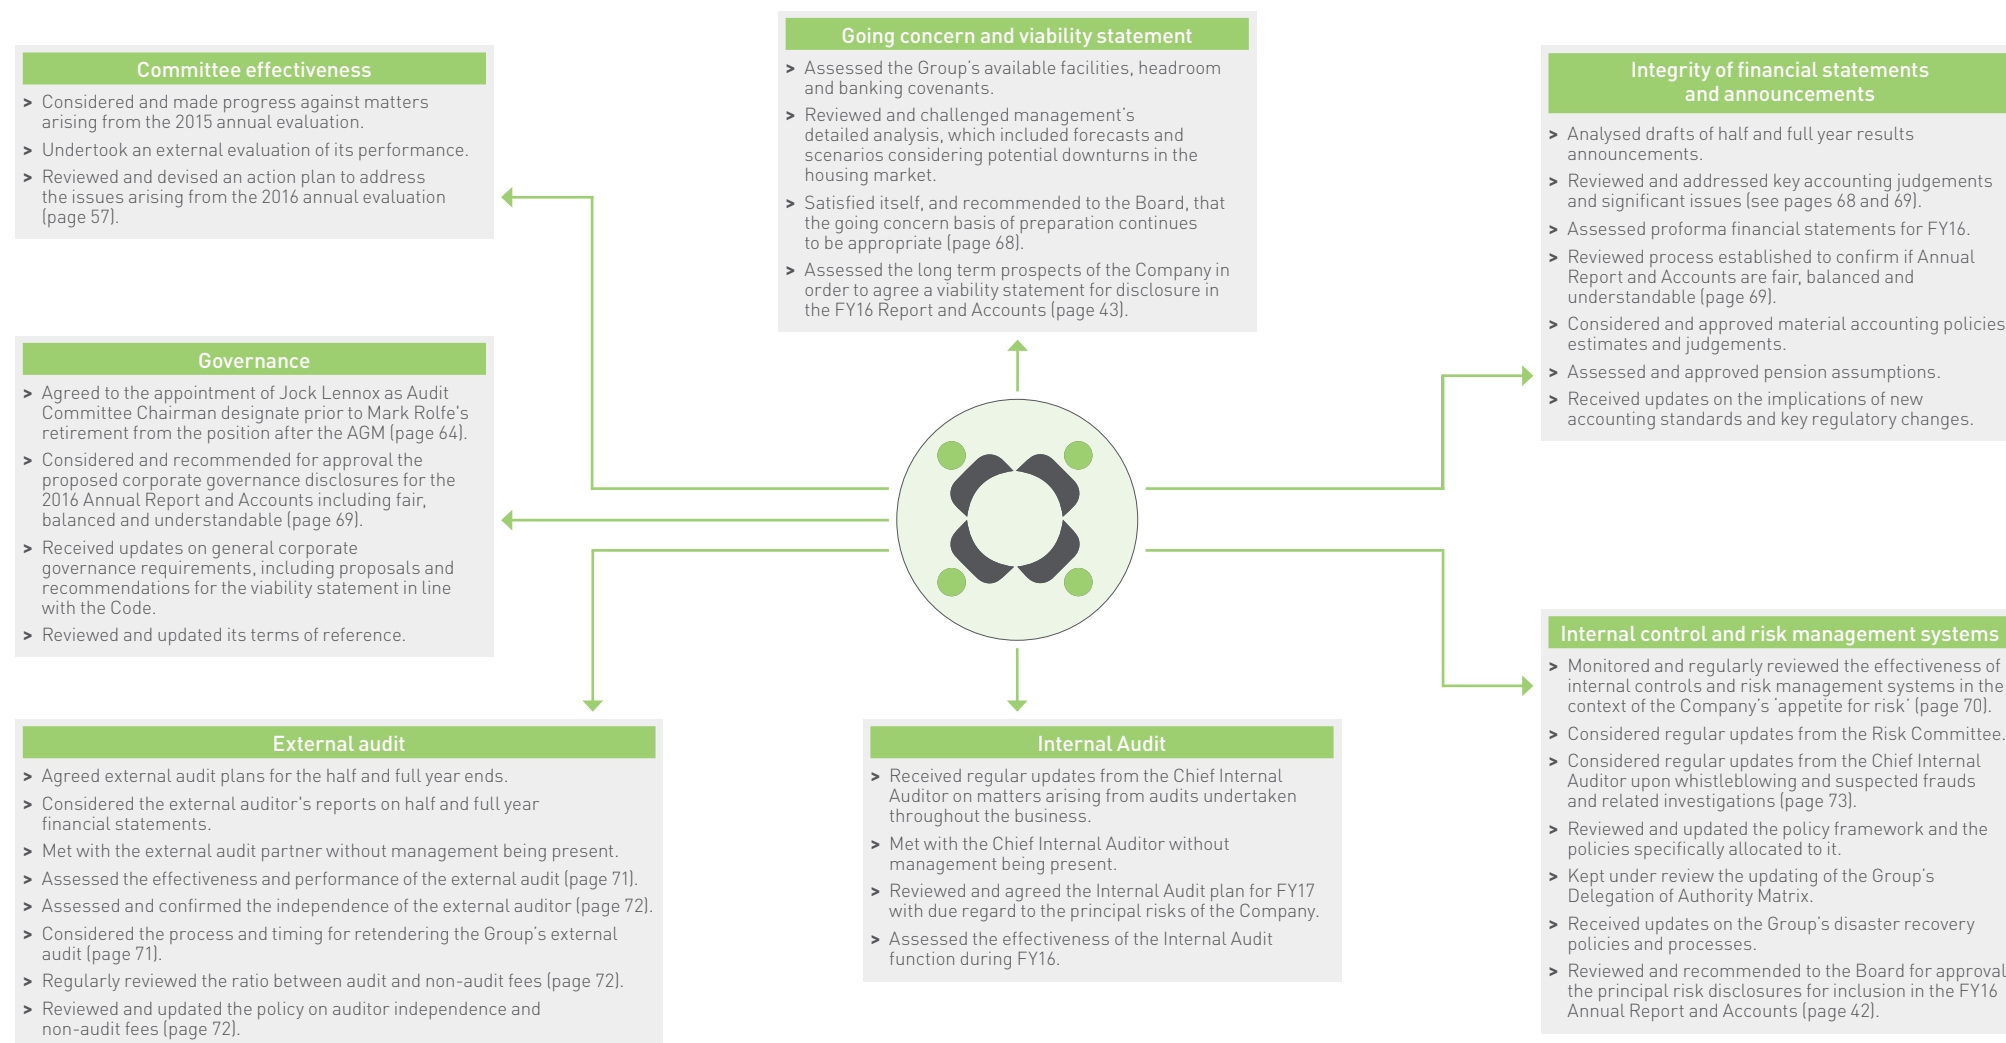 Committee effectiveness
> Considered and made progress against matters
arising from the 2015 annual evaluation.
> Undertook an external evaluation of its performance.
> Reviewed and devised an action plan to address
the issues arising from the 2016 annual evaluation
(page 57).
Governance
> Agreed to the appointment of Jock Lennox as Audit
Committee Chairman designate prior to Mark Rolfe's
retirement from the position after the AGM (page 64).
> Considered and recommended for approval the
proposed corporate governance disclosures for the
2016 Annual Report and Accounts including fair,
balanced and understandable (page 69).
> Received updates on general corporate
governance requirements, including proposals and
recommendations for the viability statement in line
with the Code.
> Reviewed and updated its terms of reference.
External audit
> Agreed external audit plans for the half and full year ends.
> Considered the external auditor's reports on half and full year
financial statements.
> Met with the external audit partner without management being present.
> Assessed the effectiveness and performance of the external audit (page 71).
> Assessed and confirmed the independence of the external auditor (page 72).
> Considered the process and timing for retendering the Group's external
audit (page 71).
> Regularly reviewed the ratio between audit and non-audit fees (page 72).
> Reviewed and updated the policy on auditor independence and
non-audit fees (page 72).
Going concern and viability statement
> Assessed the Group's available facilities, headroom
and banking covenants.
> Reviewed and challenged management's
detailed analysis, which included forecasts and
scenarios considering potential downturns in the
housing market.
> Satisfied itself, and recommended to the Board, that
the going concern basis of preparation continues
to be appropriate (page 68).
> Assessed the long term prospects of the Company in
order to agree a viability statement for disclosure in
the FY16 Report and Accounts (page 43).
Internal Audit
> Received regular updates from the Chief Internal
Auditor on matters arising from audits undertaken
throughout the business.
> Met with the Chief Internal Auditor without
management being present.
> Reviewed and agreed the Internal Audit plan for FY17
with due regard to the principal risks of the Company.
> Assessed the effectiveness of the Internal Audit
function during FY16.
Integrity of financial statements
and announcements
> Analysed drafts of half and full year results
announcements.
> Reviewed and addressed key accounting judgements
and significant issues (see pages 68 and 69).
> Assessed proforma financial statements for FY16.
> Reviewed process established to confirm if Annual
Report and Accounts are fair, balanced and
understandable (page 69).
> Considered and approved material accounting policies
estimates and judgements.
> Assessed and approved pension assumptions.
> Received updates on the implications of new
accounting standards and key regulatory changes.
Internal control and risk management systems
> Monitored and regularly reviewed the effectiveness of
internal controls and risk management systems in the
context of the Company's 'appetite for risk' (page 70).
> Considered regular updates from the Risk Committee.
> Considered regular updates from the Chief Internal
Auditor upon whistleblowing and suspected frauds
and related investigations (page 73).
> Reviewed and updated the policy framework and the
policies specifically allocated to it.
> Kept under review the updating of the Group's
Delegation of Authority Matrix.
> Received updates on the Group's disaster recovery
policies and processes.
> Reviewed and recommended to the Board for approval
the principal risk disclosures for inclusion in the FY16
Annual Report and Accounts (page 42).